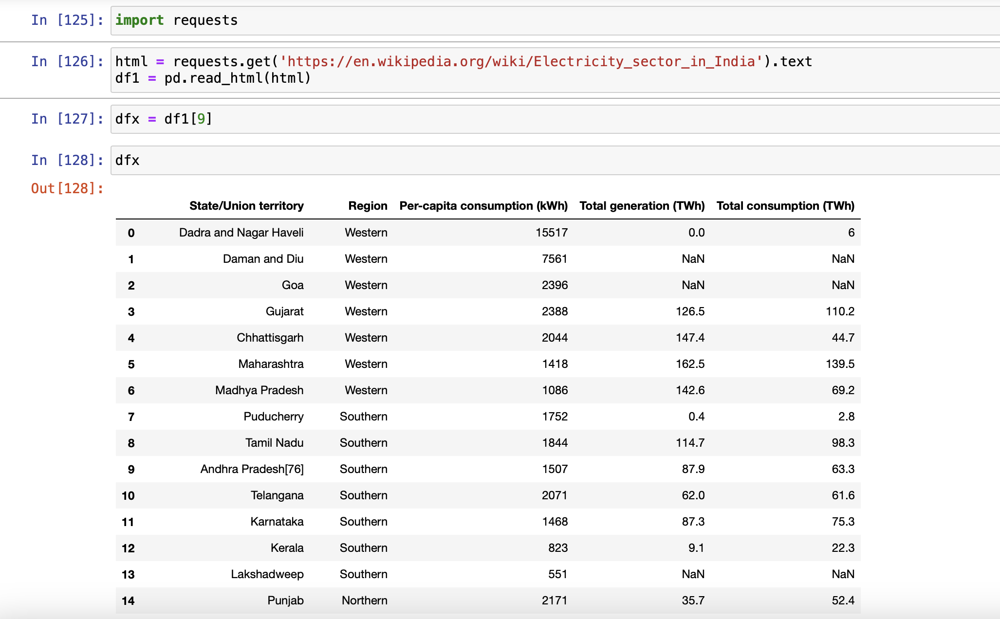 In [125]: import requests
In [126]: html = requests.get('https://en.wikipedia.org/wiki/Electricity_sector_in_India').text
df1 = pd.read_html(html)
In [127]: dfx = df1[9]
In [128]: dfx
Out[128]:
State/Union territory Region Per-capita consumption (kWh) Total generation (TWh) Total consumption (TWh)
0 Dadra and Nagar Haveli Western 15517 0.0 6
1 Daman and Diu Western 7561 NaN NaN
2 Goa Western 2396 NaN NaN
3 Gujarat Western 2388 126.5 110.2
4 Chhattisgarh Western 2044 147.4 44.7
5 Maharashtra Western 1418 162.5 139.5
6 Madhya Pradesh Western 1086 142.6 69.2
7 Puducherry Southern 1752 0.4 2.8
8 Tamil Nadu Southern 1844 114.7 98.3
9 Andhra Pradesh[76] Southern 1507 87.9 63.3
10 Telangana Southern 2071 62.0 61.6
11 Karnataka Southern 1468 87.3 75.3
12 Kerala Southern 823 9.1 22.3
13 Lakshadweep Southern 551 NaN NaN
14 Punjab Northern 2171 35.7 52.4